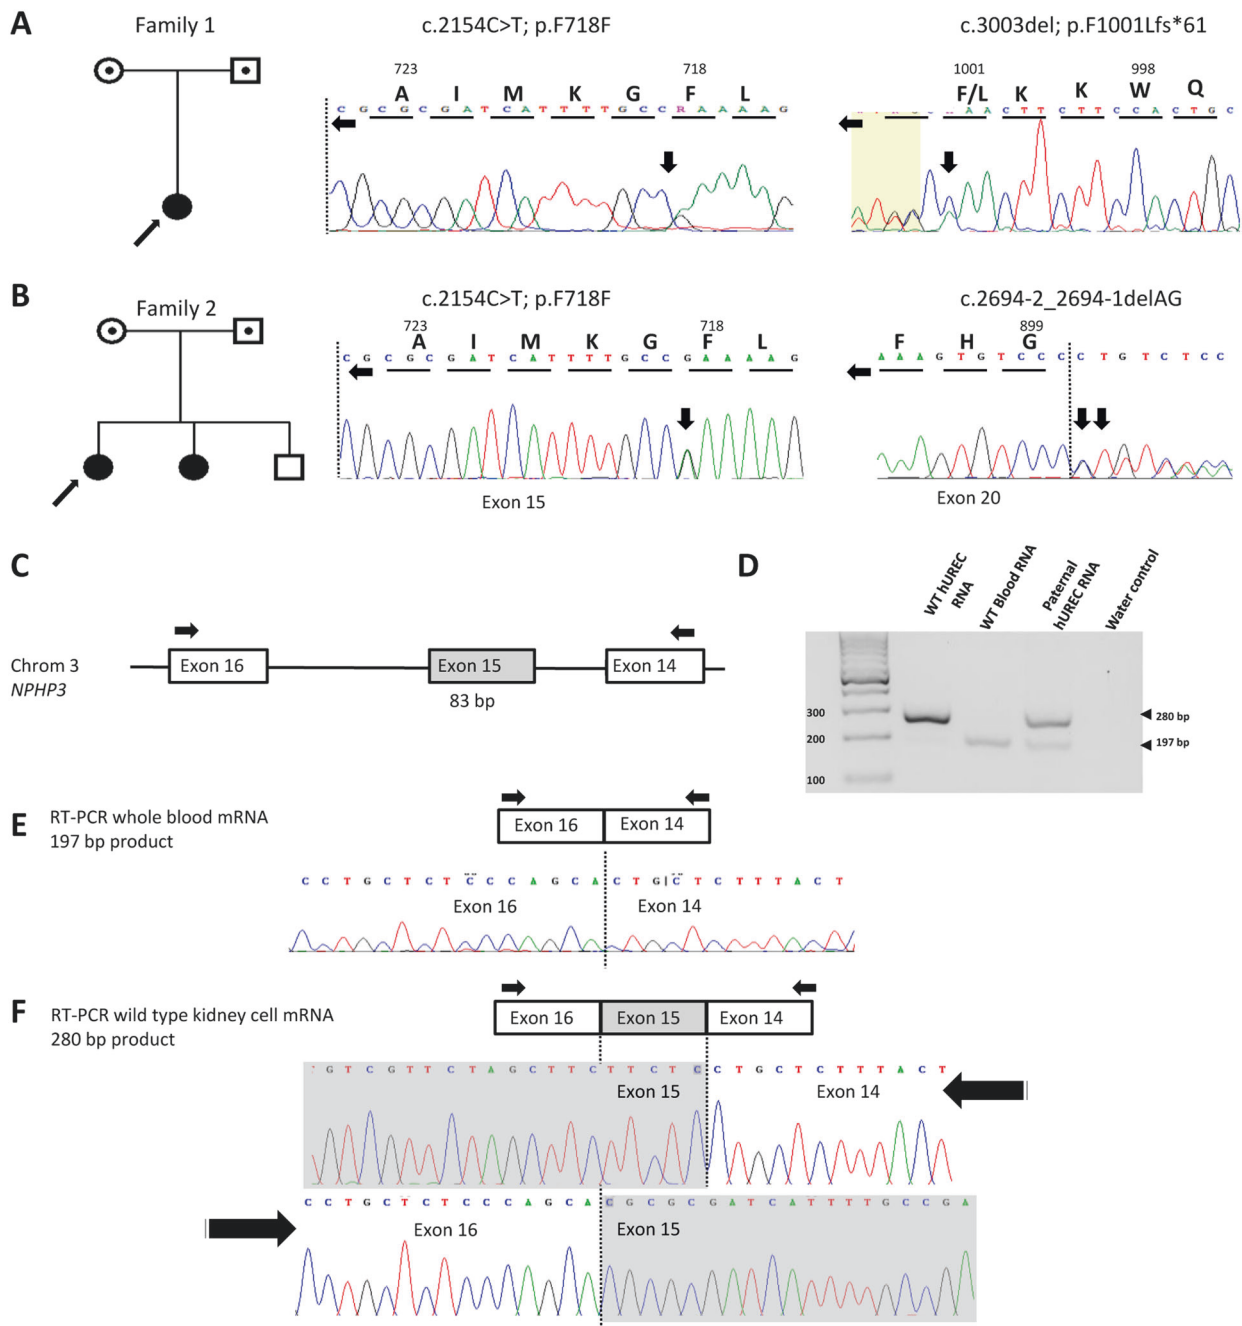 A
Family 1
c.2154C>T; p.F718F
c.3003del; p.F1001Lfs*61
723
718
A I M K G F L
C G C G C G A T C A T T T T G C C R A A A A G
1001
998
F/L K K W Q
A A C T T C T T C C A C T G C
B
Family 2
c.2154C>T; p.F718F
c.2694-2_2694-1delAG
723
718
A I M K G F L
C G C G C G A T C A T T T T G C C G A A A A G
Exon 15
899
F H G
A A A G T G T C C C C T G T C T C C
Exon 20
C
Chrom 3
NPHP3
Exon 16
Exon 15
Exon 14
83 bp
D
WT hUREC
RNA
WT Blood RNA
Paternal
hUREC RNA
Water control
300
200
100
280 bp
197 bp
E
RT-PCR whole blood mRNA
197 bp product
Exon 16
Exon 14
C C T G C T C T C C C A G C A C T G C T C T T T A C T
Exon 16
Exon 14
F
RT-PCR wild type kidney cell mRNA
280 bp product
Exon 16
Exon 15
Exon 14
G T C G T T C T A G C T T C T T C T C C T G C T C T T T A C T
Exon 15
Exon 14
C C T G C T C T C C C A G C A C G C G C G A T C A T T T T G C C G A
Exon 16
Exon 15